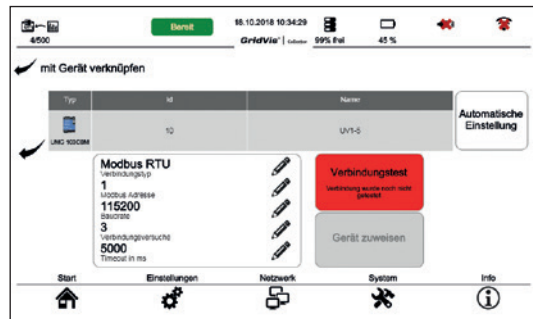 4/500
Bereit
18.10.2018 10:34:29
GridVis® | Collector
99% frei
45 %
mit Gerät verknüpfen
Typ Id Name
UMG 103CBM 10 UV1-5
Automatische
Einstellung
Modbus RTU
Verbindungstyp
1
Modbus Adresse
115200
Baudrate
3
Verbindungsversuche
5000
Timeout in ms
Verbindungstest
Verbindung wurde noch nicht
getestet
Gerät zuweisen
Start Einstellungen Netzwerk System Info